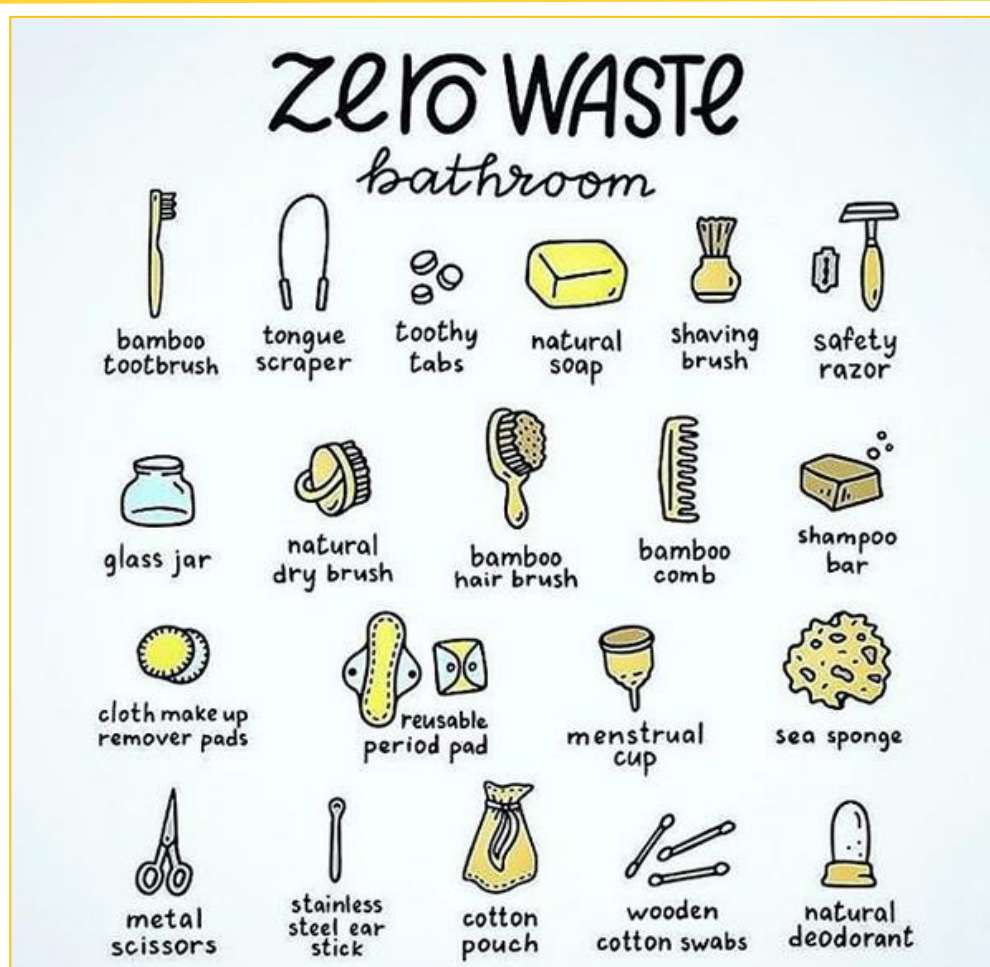 zero WASTe
bathroom
bamboo
tootbrush
tongue
scraper
toothy
tabs
natural
soap
shaving
brush
safety
razor
glass jar
natural
dry brush
bamboo
hair brush
bamboo
comb
shampoo
bar
cloth make up
remover pads
reusable
period pad
menstrual
cup
sea sponge
metal
scissors
stainless
steel ear
stick
cotton
pouch
wooden
cotton swabs
natural
deodorant